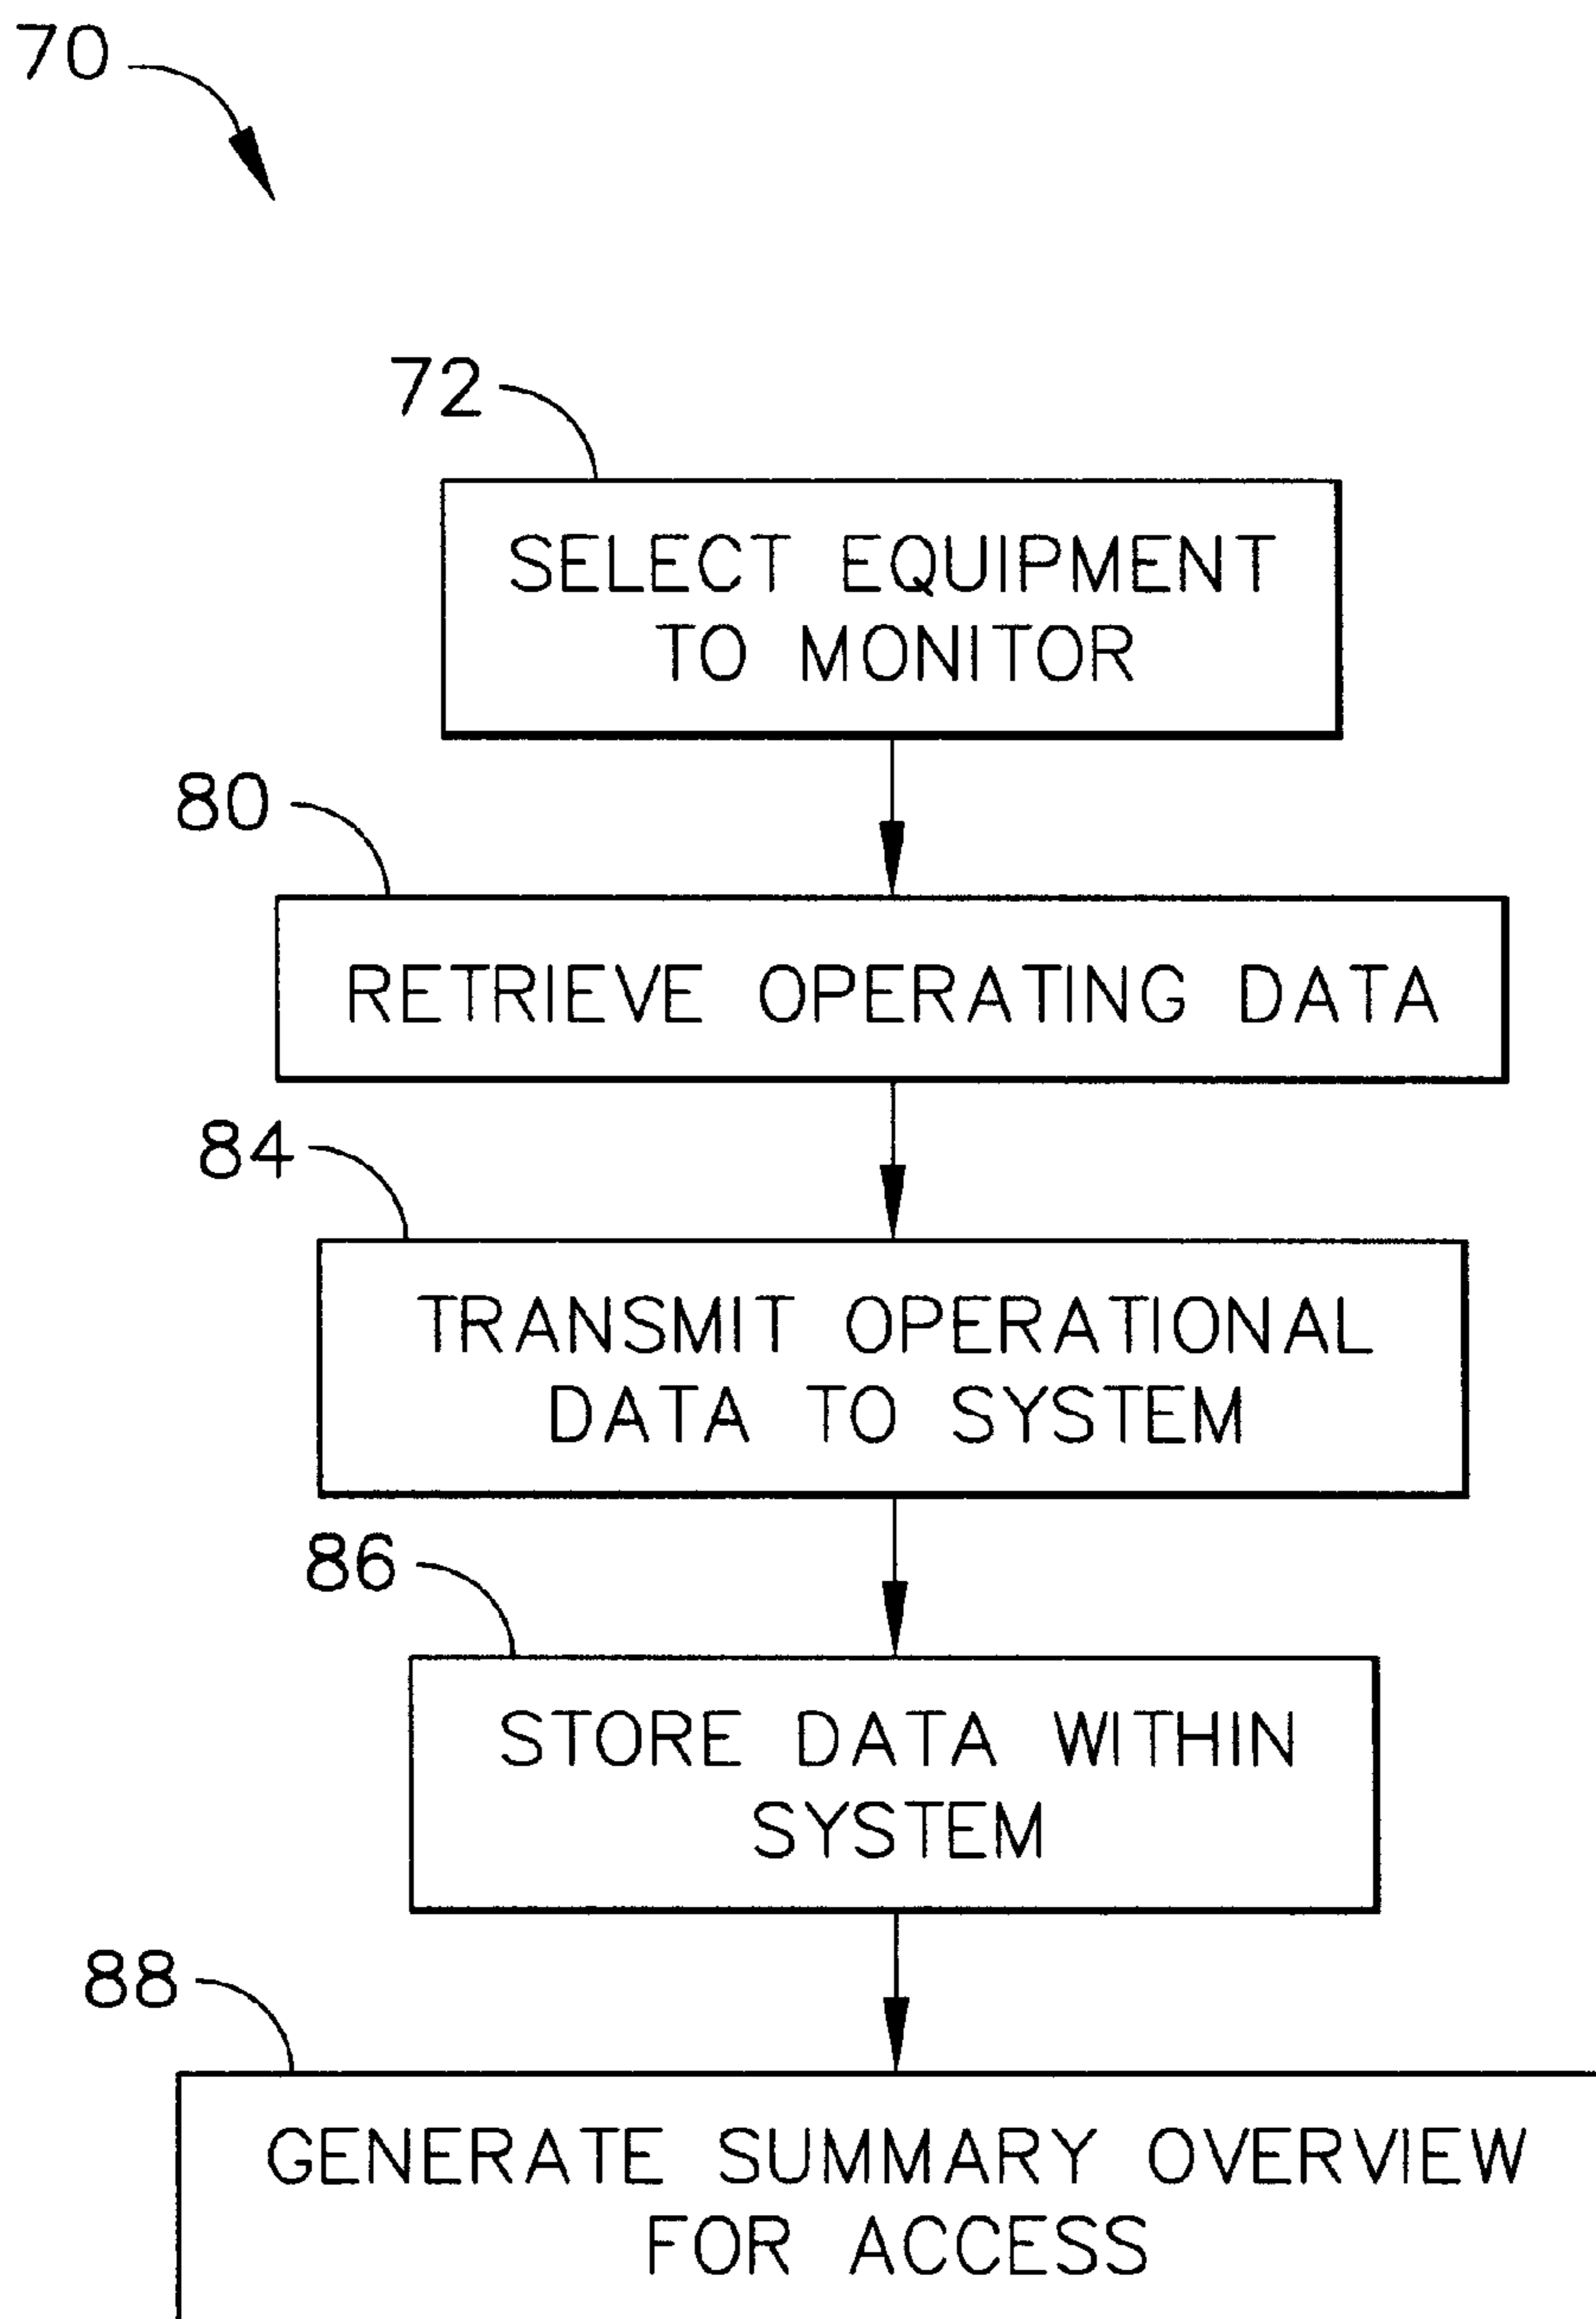 70
72
SELECT EQUIPMENT
TO MONITOR
80
RETRIEVE OPERATING DATA
84
TRANSMIT OPERATIONAL
DATA TO SYSTEM
86
STORE DATA WITHIN
SYSTEM
88
GENERATE SUMMARY OVERVIEW
FOR ACCESS